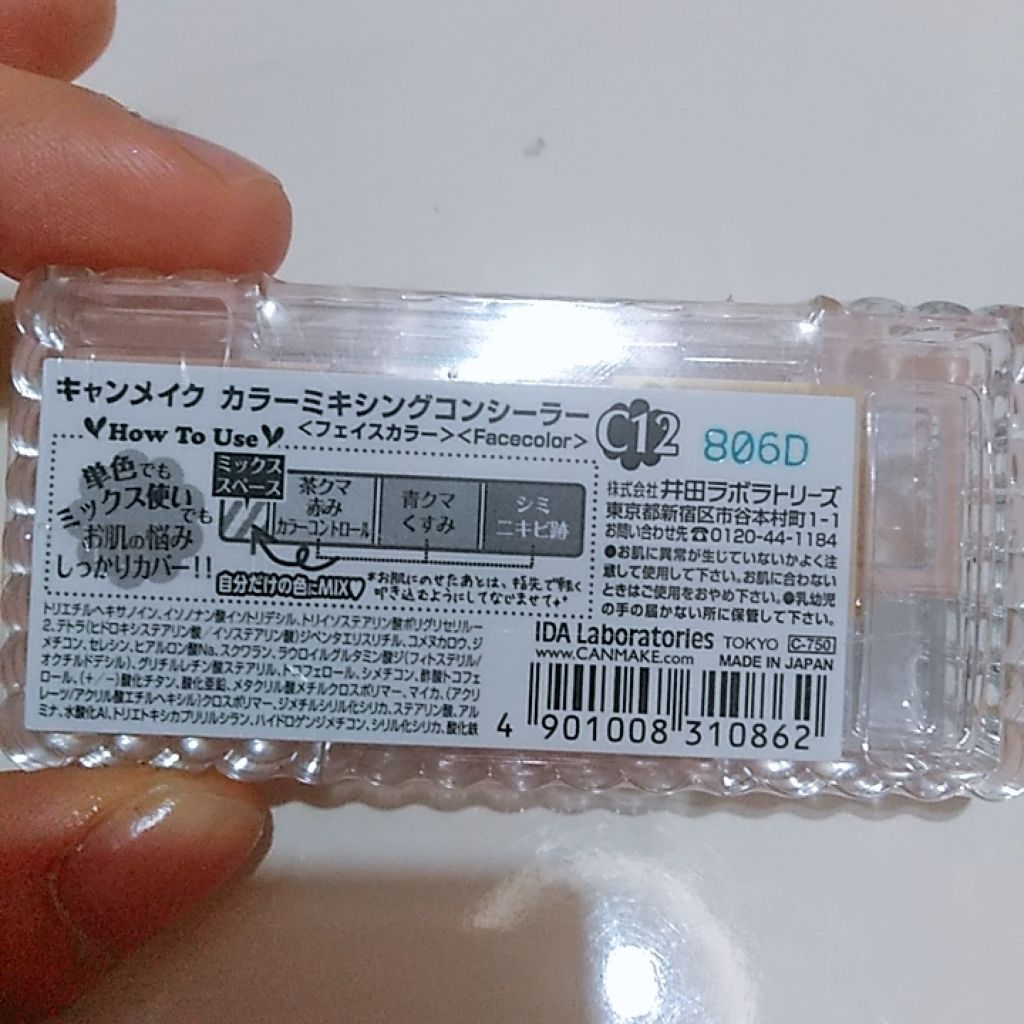 キャンメイク カラーミキシングコンシーラー
<フェイスカラー><Facecolor>
C12
806D
How To Use
単色でも
ミックス使い
でも
お肌の悩み
しっかりカバー!!
ミックス
スペース
茶クマ
赤み
カラーコントロール
青クマ
くすみ
シミ
ニキビ跡
自分だけの色にMIX♥
*お肌にのせたあとは、指先で軽く
叩き込むようにしてなじませて
株式会社 井田ラボラトリーズ
東京都新宿区市谷本村町1-1
お問い合わせ先☎0120-44-1184
●お肌に異常が生じていないかよく注
意して使用して下さい。お肌に合わない
ときはご使用をおやめ下さい。●乳幼児
の手の届かない所に保管して下さい。
トリエチルヘキサノイン、イソノナン酸イソトリデシル、トリイソステアリン酸ポリグリセリル-
2、テトラ(ヒドロキシステアリン酸/イソステアリン酸)ジペンタエリスリチル、コメヌカロウ、ジ
メチコン、セレシン、ヒアルロン酸Na、スクワラン、ラウロイルグルタミン酸ジ(フィトステリル/
オクチルドデシル)、グリチルレチン酸ステアリル、トコフェロール、シメチコン、酢酸トコフェ
ロール、(+/-)酸化チタン、酸化亜鉛、メタクリル酸メチルクロスポリマー、マイカ、(アクリ
レーツ/アクリル酸エチルヘキシル)クロスポリマー、ジメチルシリル化シリカ、ステアリン酸、アル
ミナ、水酸化Al、トリエトキシカプリリルシラン、ハイドロゲンジメチコン、シリル化シリカ、酸化鉄
IDA Laboratories TOKYO C-750
www.CANMAKE.com MADE IN JAPAN
4 901008 310862